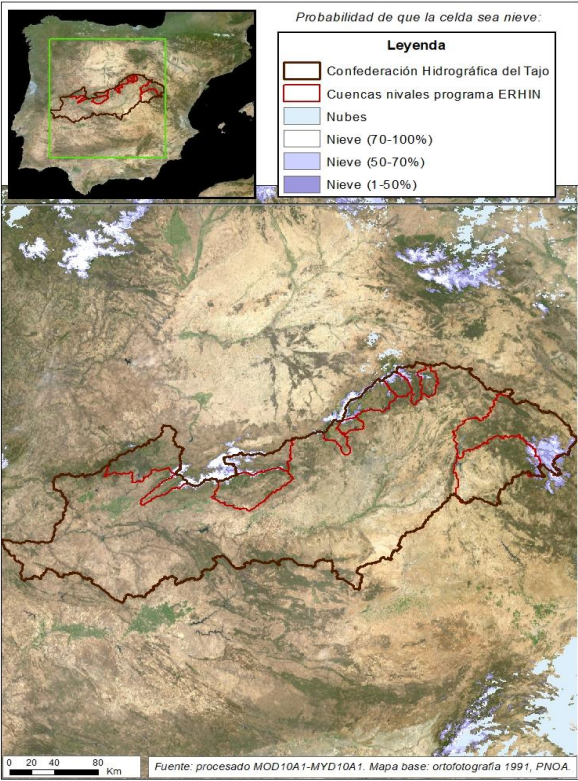 Probabilidad de que la celda sea nieve:
Leyenda
Confederación Hidrográfica del Tajo
Cuencas nivales programa ERHIN
Nubes
Nieve (70-100%)
Nieve (50-70%)
Nieve (1-50%)
0 20 40 60 80
Km
Fuente: procesado MOD10A1-MYD10A1. Mapa base: ortofotografía 1991, PNOA.